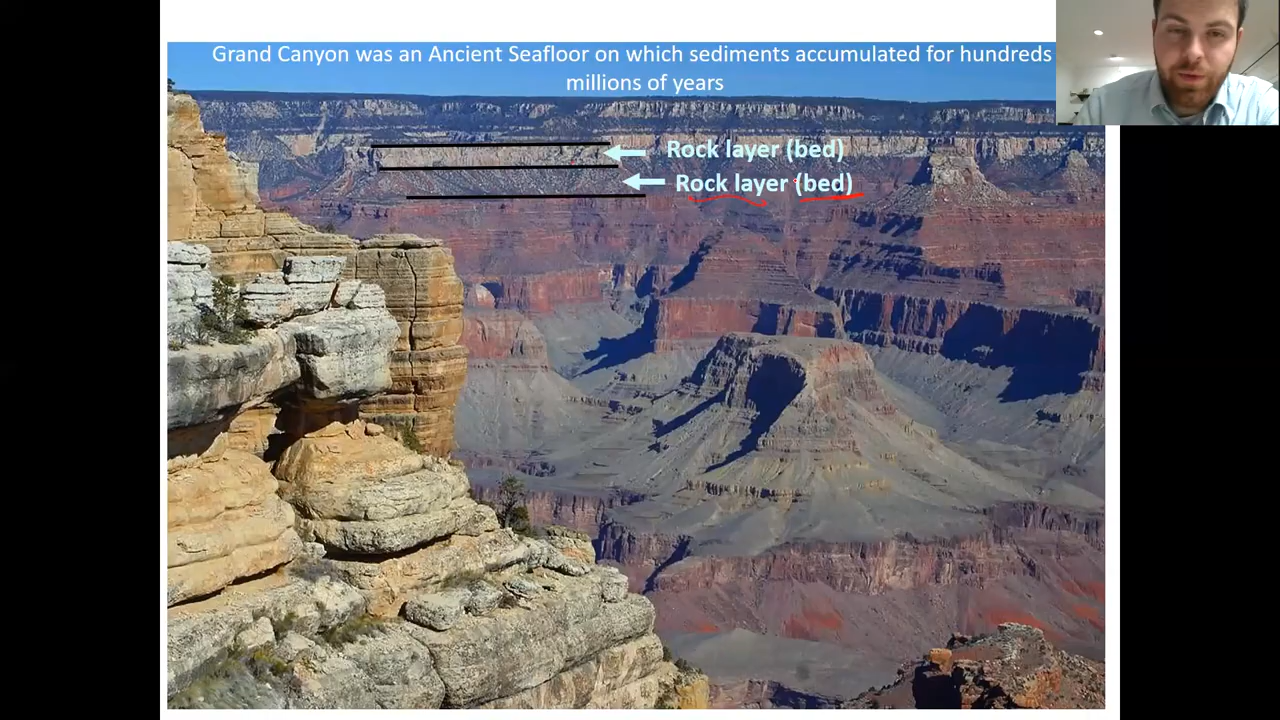 Grand Canyon was an Ancient Seafloor on which sediments accumulated for hundreds
millions of years
Rock layer (bed)
Rock layer (bed)